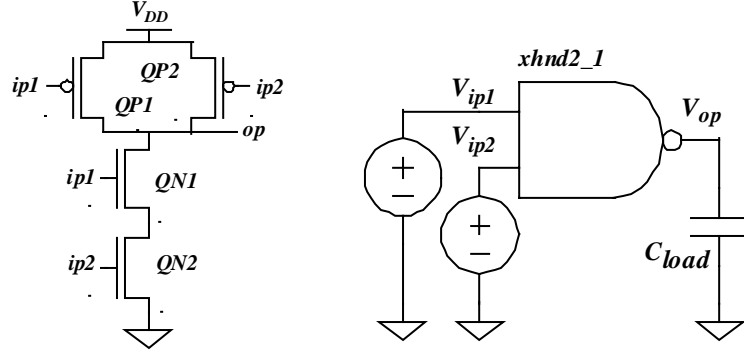 V_DD
ip1
QP2
ip2
QP1
op
ip1
QN1
ip2
QN2
xhnd2_1
V_ip1
V_ip2
V_op
+
−
+
−
C_load